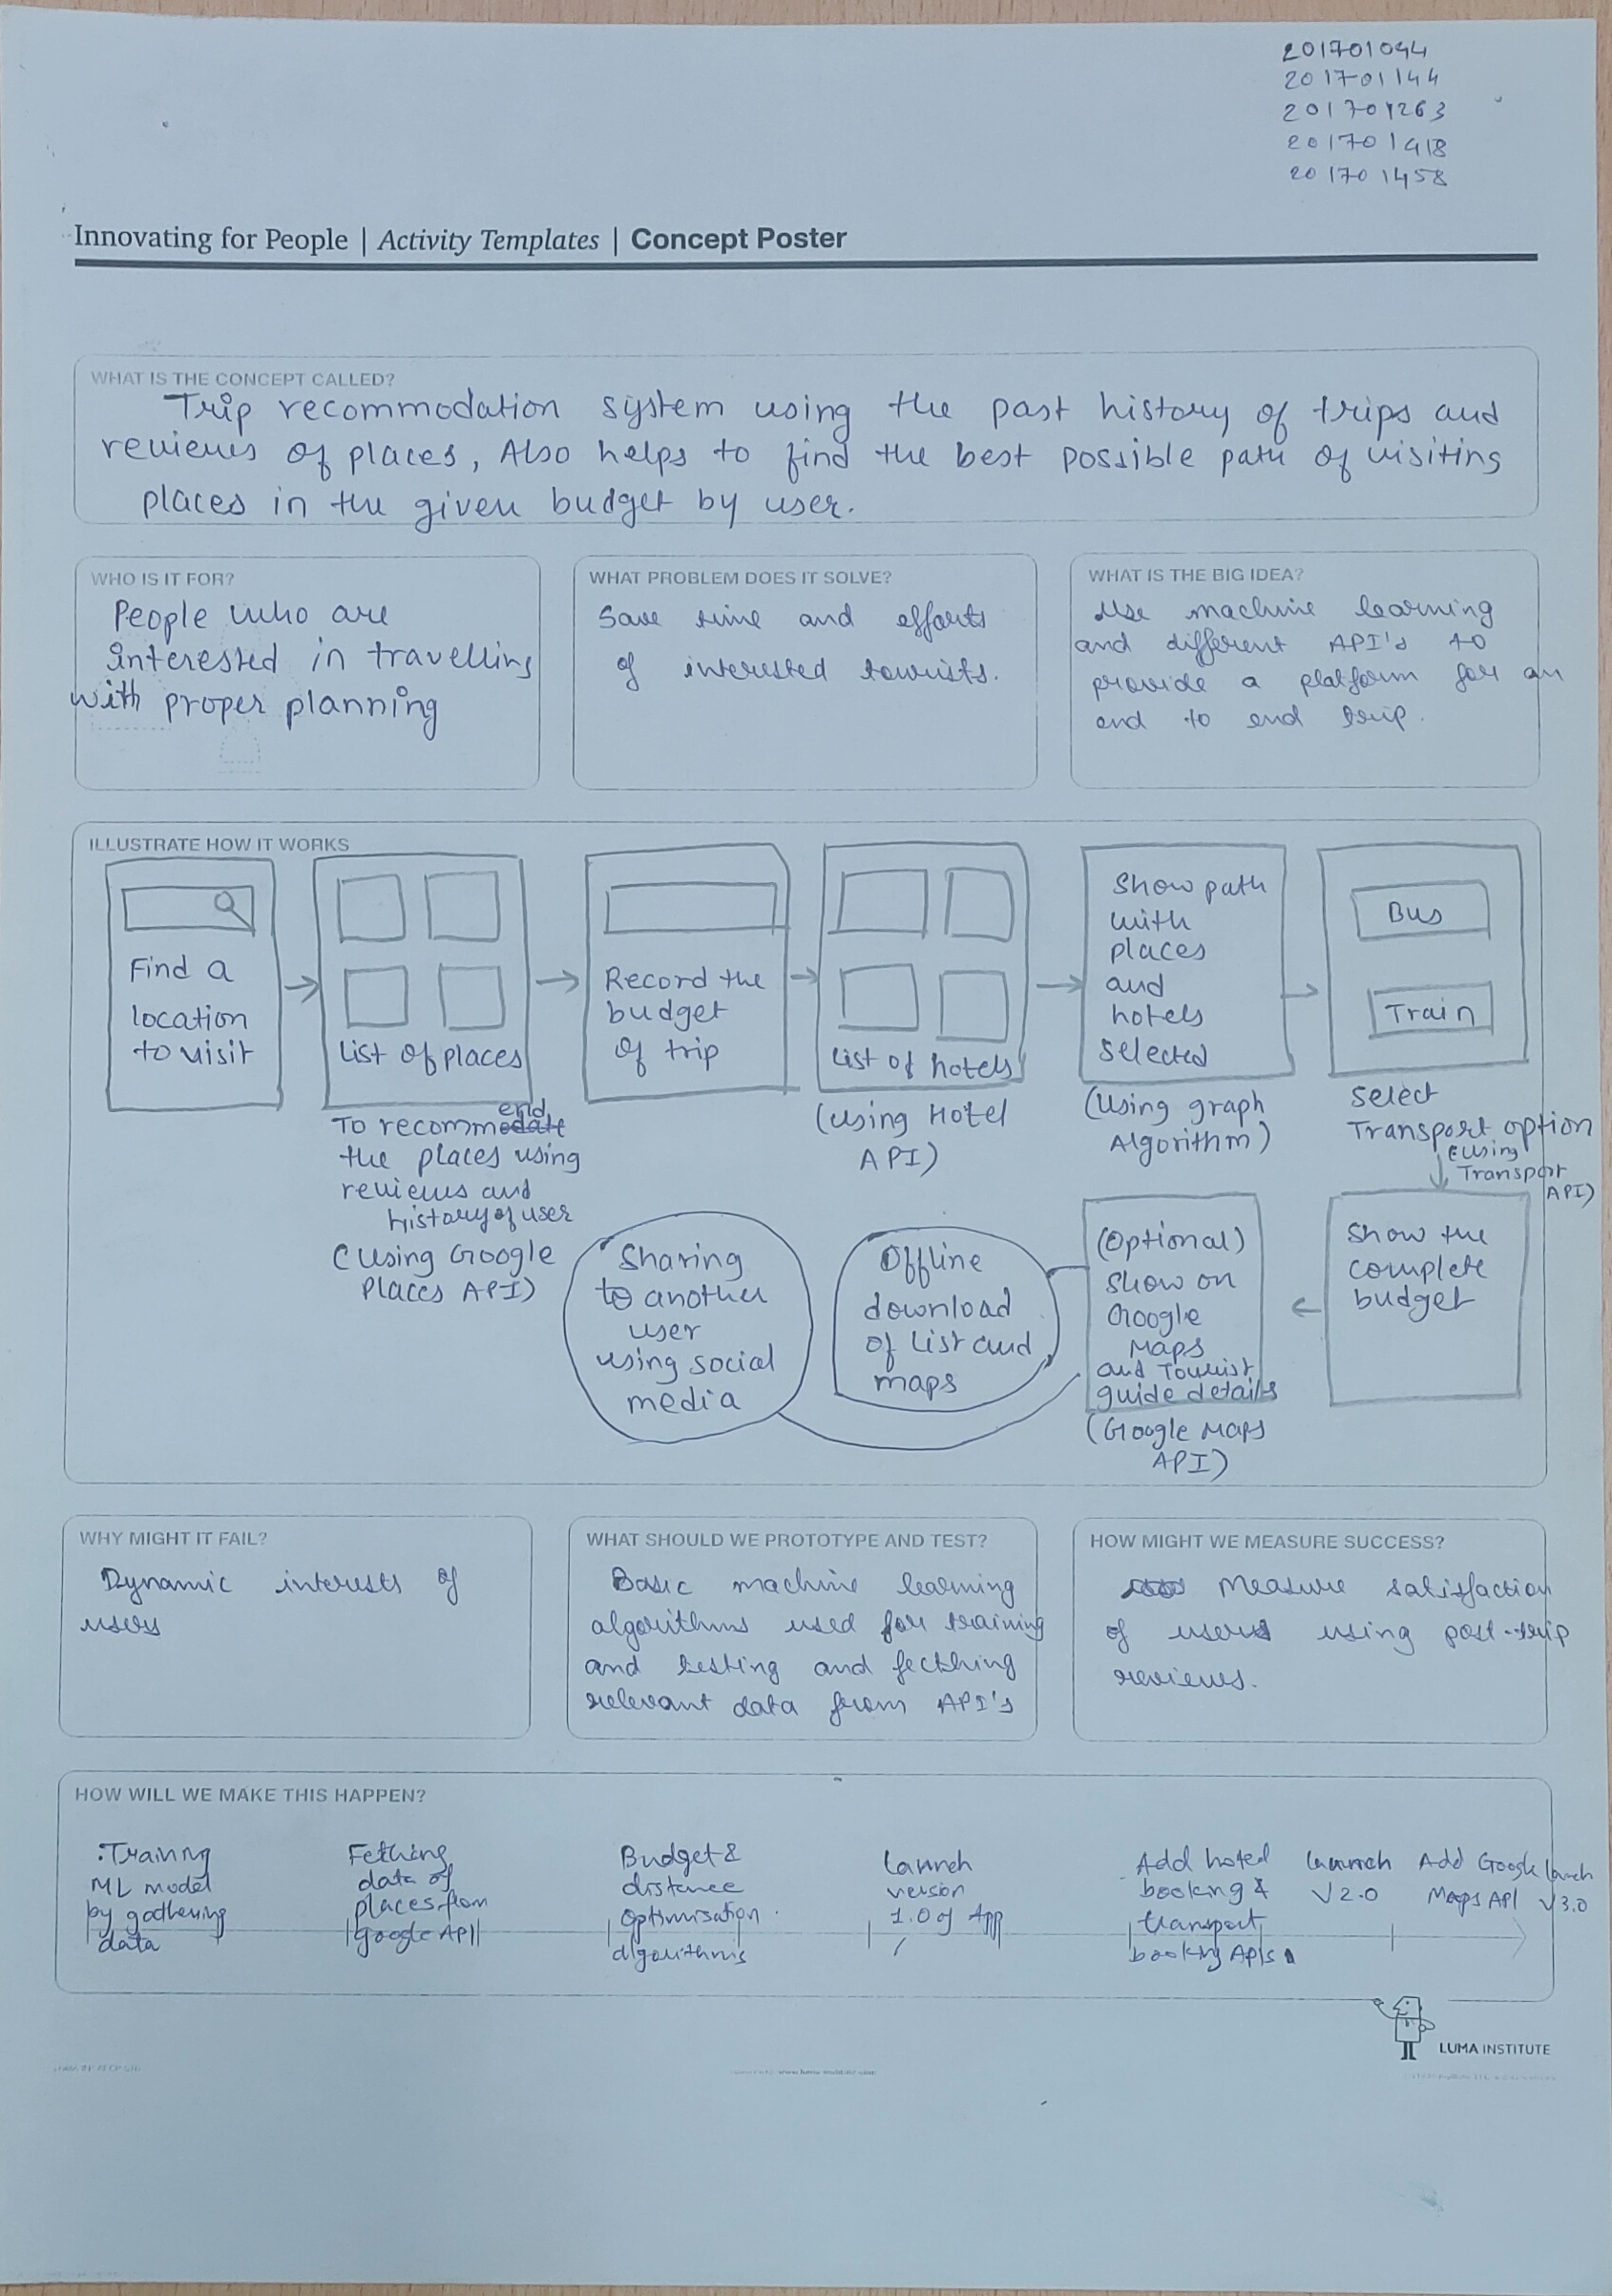 201701094
201701144
201701263
201701418
201701458
Innovating for People | Activity Templates | Concept Poster
WHAT IS THE CONCEPT CALLED?
Trip recommodation system using the past history of trips and
reviews of places, Also helps to find the best possible path of visiting
places in the given budget by user.
WHO IS IT FOR?
People who are
interested in travelling
with proper planning
WHAT PROBLEM DOES IT SOLVE?
Save time and efforts
of interested tourists.
WHAT IS THE BIG IDEA?
Use machine learning
and different API's to
provide a platform for an
end to end trip.
ILLUSTRATE HOW IT WORKS
Find a
location
to visit
List of places
To recommend
the places using
reviews and
history of user
(Using Google
Places API)
Record the
budget
of trip
List of hotels
(Using Hotel
API)
Show path
with
places
and
hotels
selected
(Using graph
Algorithm)
Bus
Train
Select
Transport option
(using
Transport
API)
Show the
complete
budget
(Optional)
Show on
Google
Maps
and Tourist
guide details
(Google Maps
API)
Offline
download
of List and
maps
Sharing
to another
user
using social
media
WHY MIGHT IT FAIL?
Dynamic interests of
users
WHAT SHOULD WE PROTOTYPE AND TEST?
Basic machine learning
algorithms used for training
and testing and fecthing
relevant data from API's
HOW MIGHT WE MEASURE SUCCESS?
Measure satisfaction
of users using post-trip
reviews.
HOW WILL WE MAKE THIS HAPPEN?
Trainng
ML model
by gathering
data
Fething
data of
places from
google API
Budget &
distance
Optimisation
algorithms
Launch
version
1.0 of App
Add hotel
booking &
transport
booking APIs
Launch
V2.0
Add Google
Maps API
Launch
V3.0
LUMA INSTITUTE